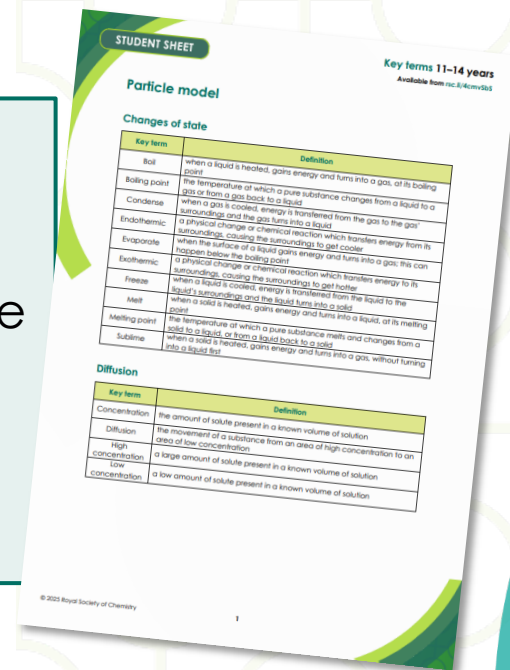 e
STUDENT SHEET
Key terms 11–14 years
Available from rsc.li/4cmvSbS
Particle model
Changes of state
Key term
Definition
Boil
when a liquid is heated, gains energy and turns into a gas, at its boiling
point
Boiling point
the temperature at which a pure substance changes from a liquid to a
gas or from a gas back to a liquid
Condense
when a gas is cooled, energy is transferred from the gas to the gas'
surroundings and the gas turns into a liquid
Endothermic
a physical change or chemical reaction which transfers energy from its
surroundings, causing the surroundings to get cooler
Evaporate
when the surface of a liquid gains energy and turns into a gas; this can
happen below the boiling point
Exothermic
a physical change or chemical reaction which transfers energy to its
surroundings, causing the surroundings to get hotter
Freeze
when a liquid is cooled, energy is transferred from the liquid to the
liquid's surroundings and the liquid turns into a solid
Melt
when a solid is heated, gains energy and turns into a liquid, at its melting
point
Melting point
the temperature at which a pure substance melts and changes from a
solid to a liquid, or from a liquid back to a solid
Sublime
when a solid is heated, gains energy and turns into a gas, without turning
into a liquid first
Diffusion
Key term
Definition
Concentration
the amount of solute present in a known volume of solution
Diffusion
the movement of a substance from an area of high concentration to an
area of low concentration
High
concentration
a large amount of solute present in a known volume of solution
Low
concentration
a low amount of solute present in a known volume of solution
© 2025 Royal Society of Chemistry
1